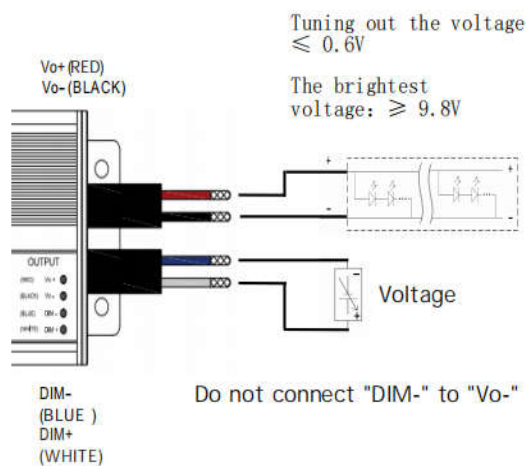 Tuning out the voltage
≤ 0.6V
The brightest
voltage: ≥ 9.8V
Vo+(RED)
Vo-(BLACK)
+
-
+
-
OUTPUT
(RED) Vo +
(BLACK) Vo -
(BLUE) DIM -
(WHITE) DIM +
-
+
Voltage
DIM-
(BLUE )
DIM+
(WHITE)
Do not connect "DIM-" to "Vo-"